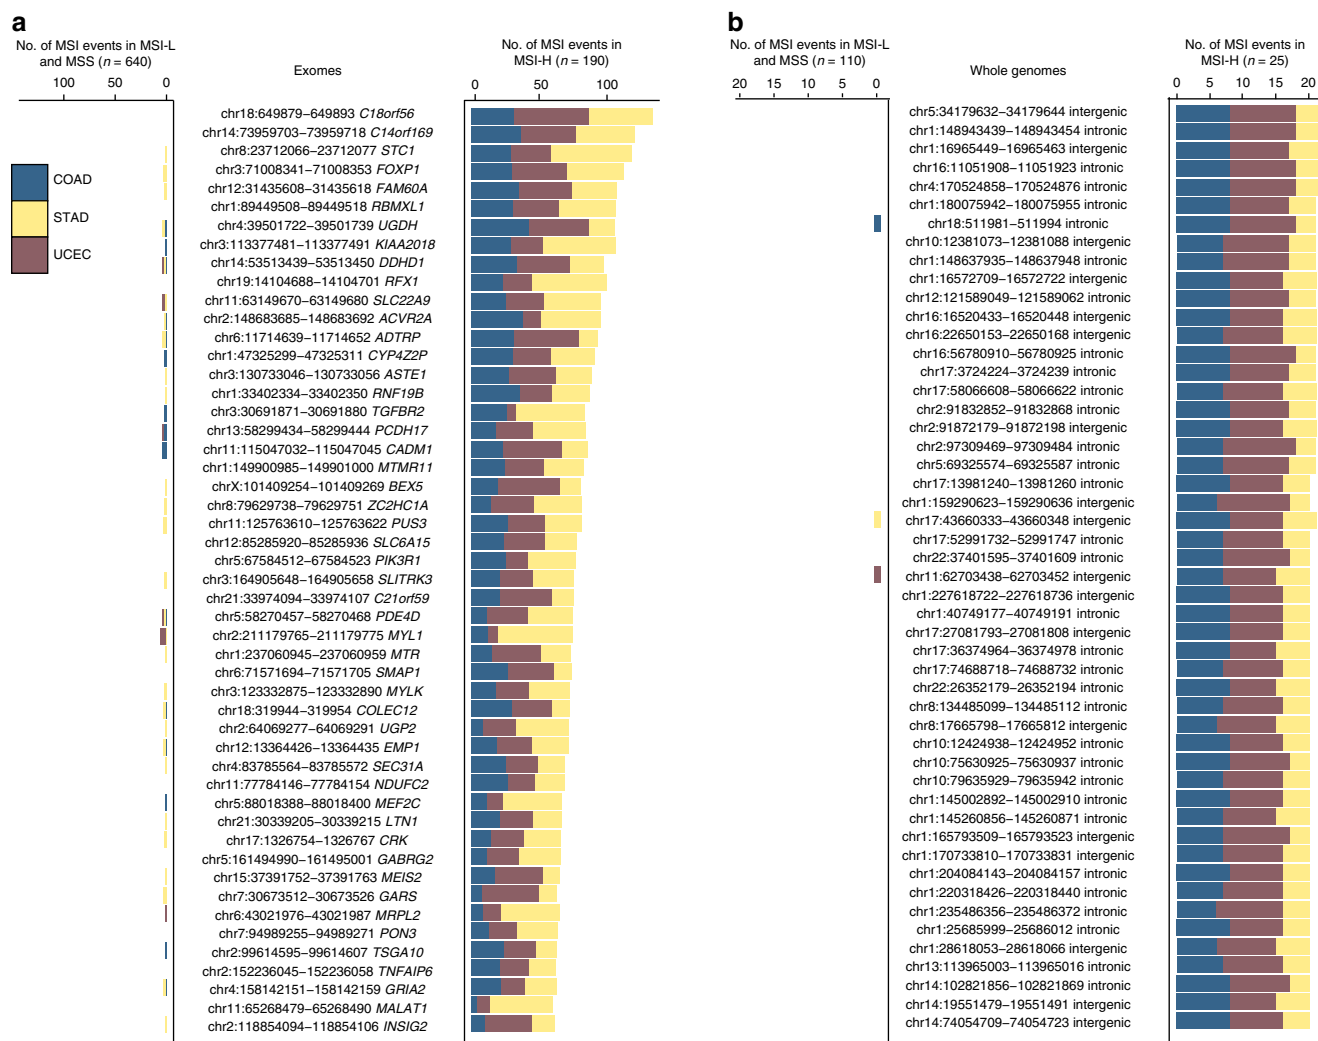 a
No. of MSI events in MSI-L
and MSS (n = 640)
100 50 0
Exomes
No. of MSI events in
MSI-H (n = 190)
0 50 100
COAD
STAD
UCEC
chr18:649879–649893 C18orf56
chr14:73959703–73959718 C14orf169
chr8:23712066–23712077 STC1
chr3:71008341–71008353 FOXP1
chr12:31435608–31435618 FAM60A
chr1:89449508–89449518 RBMXL1
chr4:39501722–39501739 UGDH
chr3:113377481–113377491 KIAA2018
chr14:53513439–53513450 DDHD1
chr19:14104688–14104701 RFX1
chr11:63149670–63149680 SLC22A9
chr2:148683685–148683692 ACVR2A
chr6:11714639–11714652 ADTRP
chr1:47325299–47325311 CYP4Z2P
chr3:130733046–130733056 ASTE1
chr1:33402334–33402350 RNF19B
chr3:30691871–30691880 TGFBR2
chr13:58299434–58299444 PCDH17
chr11:115047032–115047045 CADM1
chr1:149900985–149901000 MTMR11
chrX:101409254–101409269 BEX5
chr8:79629738–79629751 ZC2HC1A
chr11:125763610–125763622 PUS3
chr12:85285920–85285936 SLC6A15
chr5:67584512–67584523 PIK3R1
chr3:164905648–164905658 SLITRK3
chr21:33974094–33974107 C21orf59
chr5:58270457–58270468 PDE4D
chr2:211179765–211179775 MYL1
chr1:237060945–237060959 MTR
chr6:71571694–71571705 SMAP1
chr3:123332875–123332890 MYLK
chr18:319944–319954 COLEC12
chr2:64069277–64069291 UGP2
chr12:13364426–13364435 EMP1
chr4:83785564–83785572 SEC31A
chr11:77784146–77784154 NDUFC2
chr5:88018388–88018400 MEF2C
chr21:30339205–30339215 LTN1
chr17:1326754–1326767 CRK
chr5:161494990–161495001 GABRG2
chr15:37391752–37391763 MEIS2
chr7:30673512–30673526 GARS
chr6:43021976–43021987 MRPL2
chr7:94989255–94989271 PON3
chr2:99614595–99614607 TSGA10
chr2:152236045–152236058 TNFAIP6
chr4:158142151–158142159 GRIA2
chr11:65268479–65268490 MALAT1
chr2:118854094–118854106 INSIG2
b
No. of MSI events in MSI-L
and MSS (n = 110)
20 15 10 5 0
Whole genomes
No. of MSI events in
MSI-H (n = 25)
0 5 10 15 20
chr5:34179632–34179644 intergenic
chr1:148943439–148943454 intronic
chr1:16965449–16965463 intergenic
chr16:11051908–11051923 intronic
chr4:170524858–170524876 intronic
chr1:180075942–180075955 intronic
chr18:511981–511994 intronic
chr10:12381073–12381088 intergenic
chr1:148637935–148637948 intronic
chr1:16572709–16572722 intergenic
chr12:121589049–121589062 intronic
chr16:16520433–16520448 intergenic
chr16:22650153–22650168 intergenic
chr16:56780910–56780925 intronic
chr17:3724224–3724239 intronic
chr17:58066608–58066622 intronic
chr2:91832852–91832868 intronic
chr2:91872179–91872198 intergenic
chr2:97309469–97309484 intronic
chr5:69325574–69325587 intronic
chr17:13981240–13981260 intronic
chr1:159290623–159290636 intergenic
chr17:43660333–43660348 intergenic
chr17:52991732–52991747 intronic
chr22:37401595–37401609 intronic
chr11:62703438–62703452 intergenic
chr1:227618722–227618736 intergenic
chr1:40749177–40749191 intronic
chr17:27081793–27081808 intergenic
chr17:36374964–36374978 intronic
chr17:74688718–74688732 intronic
chr22:26352179–26352194 intronic
chr8:134485099–134485112 intronic
chr8:17665798–17665812 intergenic
chr10:12424938–12424952 intronic
chr10:75630925–75630937 intronic
chr10:79635929–79635942 intronic
chr1:145002892–145002910 intronic
chr1:145260856–145260871 intronic
chr1:165793509–165793523 intergenic
chr1:170733810–170733831 intergenic
chr1:204084143–204084157 intronic
chr1:220318426–220318440 intronic
chr1:235486356–235486372 intronic
chr1:25685999–25686012 intronic
chr1:28618053–28618066 intergenic
chr13:113965003–113965016 intronic
chr14:102821856–102821869 intronic
chr14:19551479–19551491 intergenic
chr14:74054709–74054723 intergenic